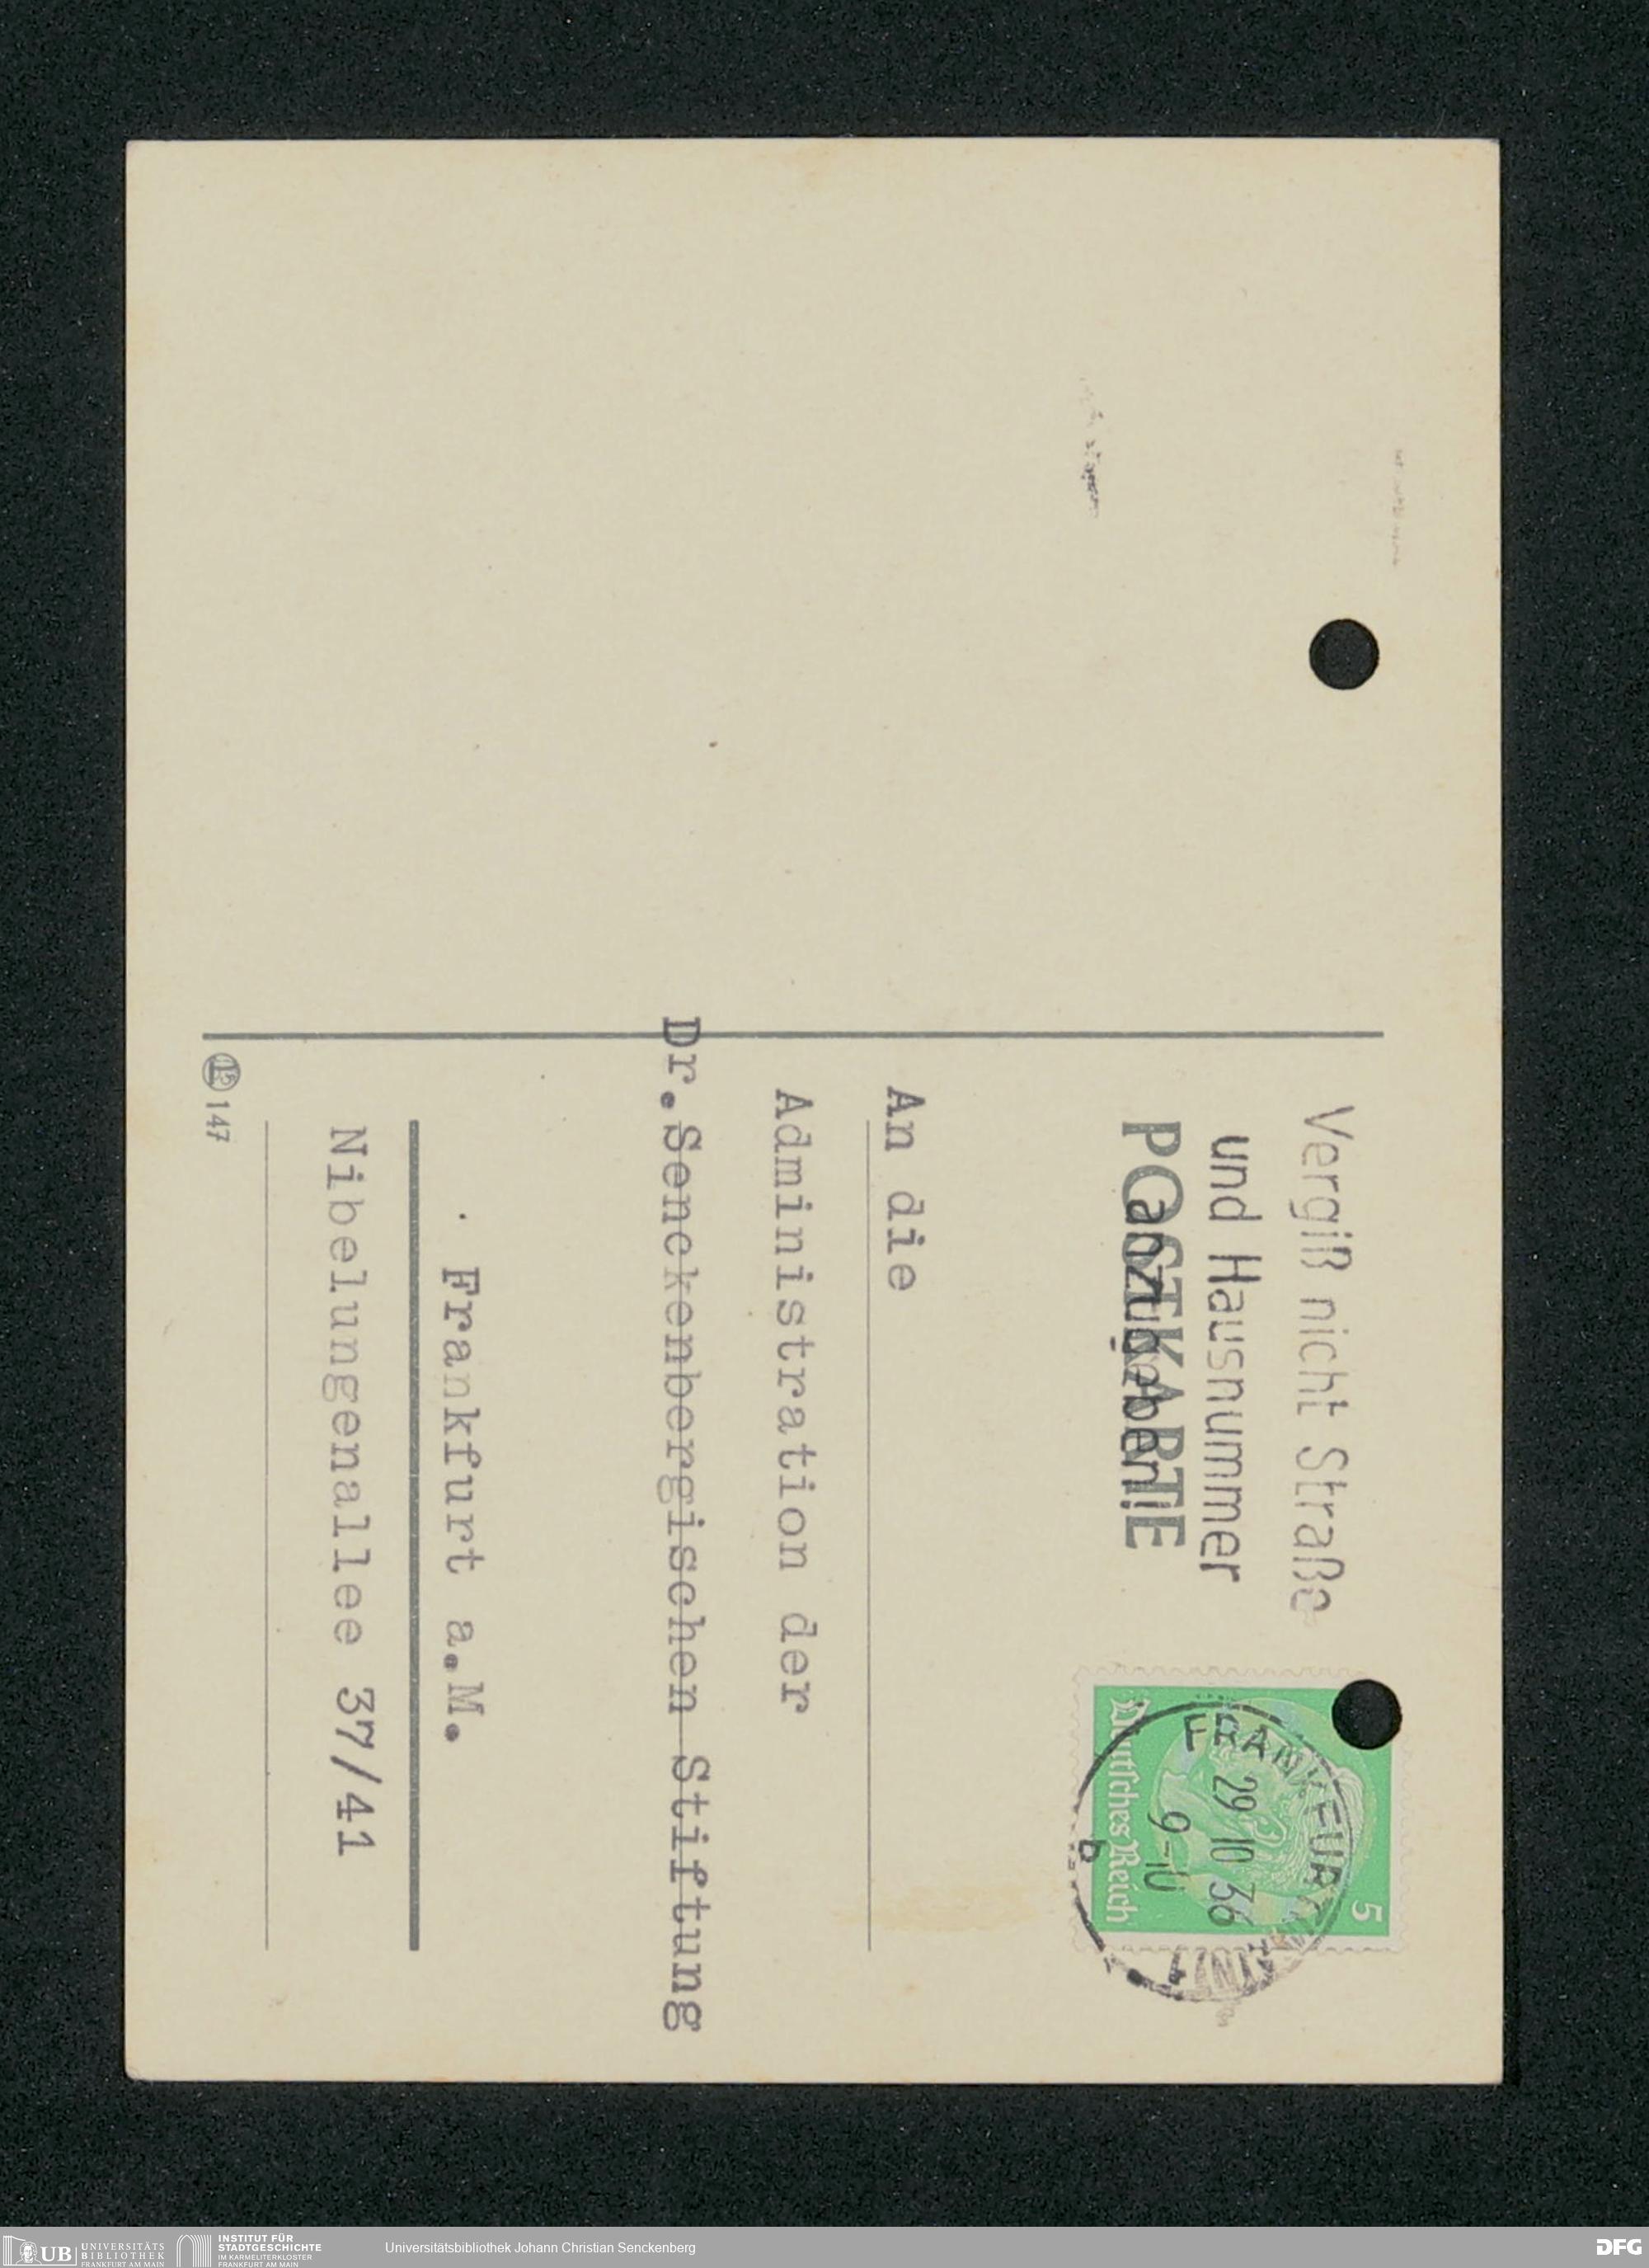 Vergiß nicht Straße
und Hausnummer
anzugeben!
POSTKARTE
5
Deutsches Reich
FRANKFURT (MAIN) 1
29 10 36
9-10
b
An die
Administration der
Dr. Senckenbergischen Stiftung
Frankfurt a.M.
Nibelungenallee 37/41
147
UB UNIVERSITÄTS
BIBLIOTHEK
FRANKFURT AM MAIN
INSTITUT FÜR
STADTGESCHICHTE
IM KARMELITERKLOSTER
FRANKFURT AM MAIN
Universitätsbibliothek Johann Christian Senckenberg
DFG